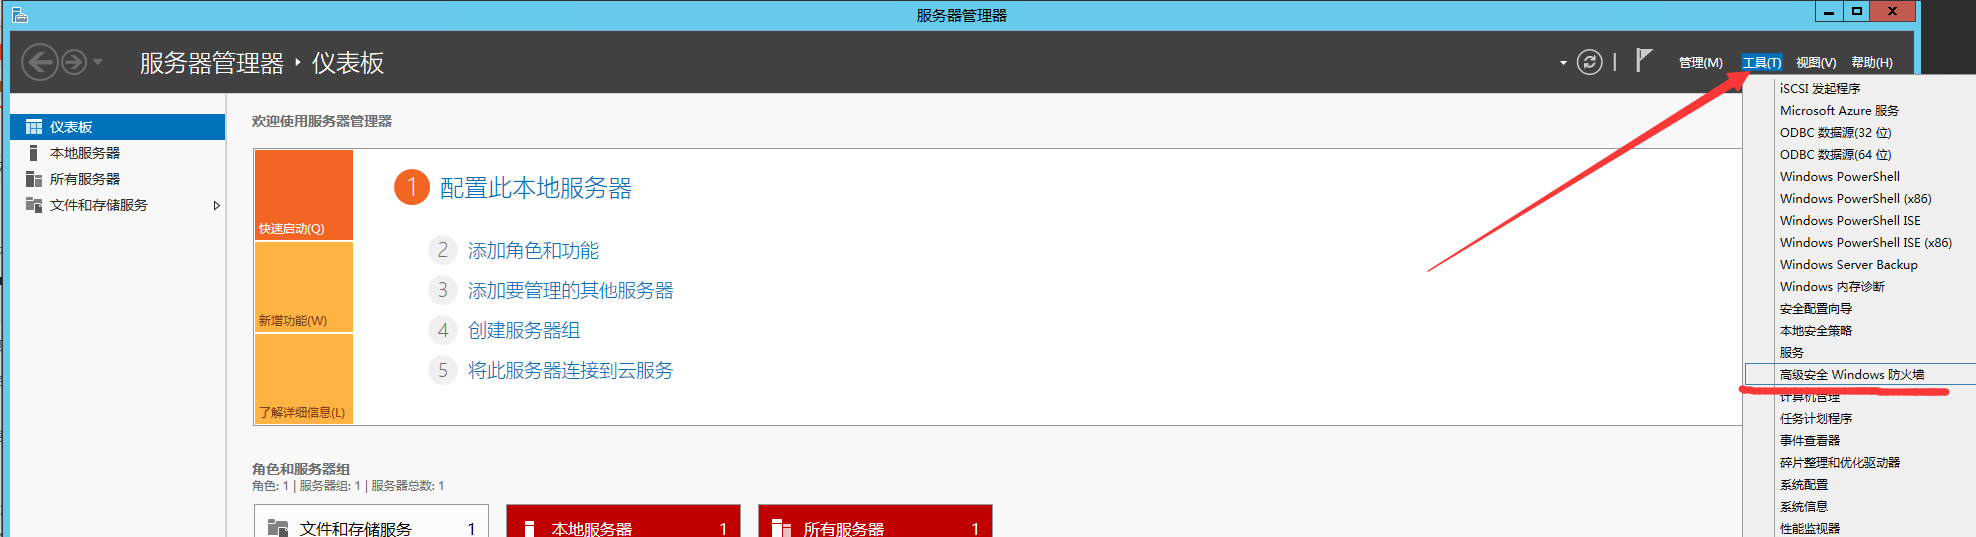 服务器管理器
服务器管理器 · 仪表板
管理(M) 工具(T) 视图(V) 帮助(H)
仪表板
本地服务器
所有服务器
文件和存储服务
欢迎使用服务器管理器
快速启动(Q)
新增功能(W)
了解详细信息(L)
1 配置此本地服务器
2 添加角色和功能
3 添加要管理的其他服务器
4 创建服务器组
5 将此服务器连接到云服务
角色和服务器组
角色: 1 | 服务器组: 1 | 服务器总数: 1
文件和存储服务 1
本地服务器 1
所有服务器 1
iSCSI 发起程序
Microsoft Azure 服务
ODBC 数据源(32 位)
ODBC 数据源(64 位)
Windows PowerShell
Windows PowerShell (x86)
Windows PowerShell ISE
Windows PowerShell ISE (x86)
Windows Server Backup
Windows 内存诊断
安全配置向导
本地安全策略
服务
高级安全 Windows 防火墙
计算机管理
任务计划程序
事件查看器
碎片整理和优化驱动器
系统配置
系统信息
性能监视器